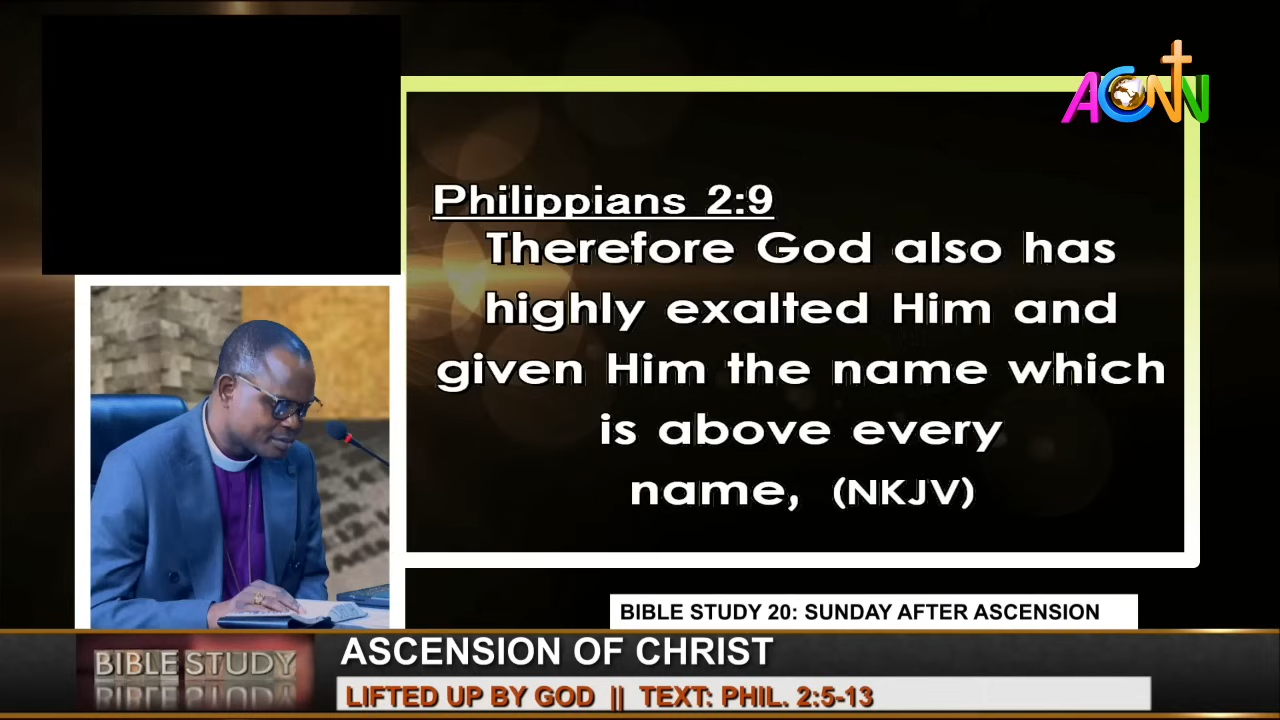 ACNN
Philippians 2:9
Therefore God also has
highly exalted Him and
given Him the name which
is above every
name, (NKJV)
BIBLE STUDY 20: SUNDAY AFTER ASCENSION
BIBLE STUDY
ASCENSION OF CHRIST
LIFTED UP BY GOD || TEXT: PHIL. 2:5-13